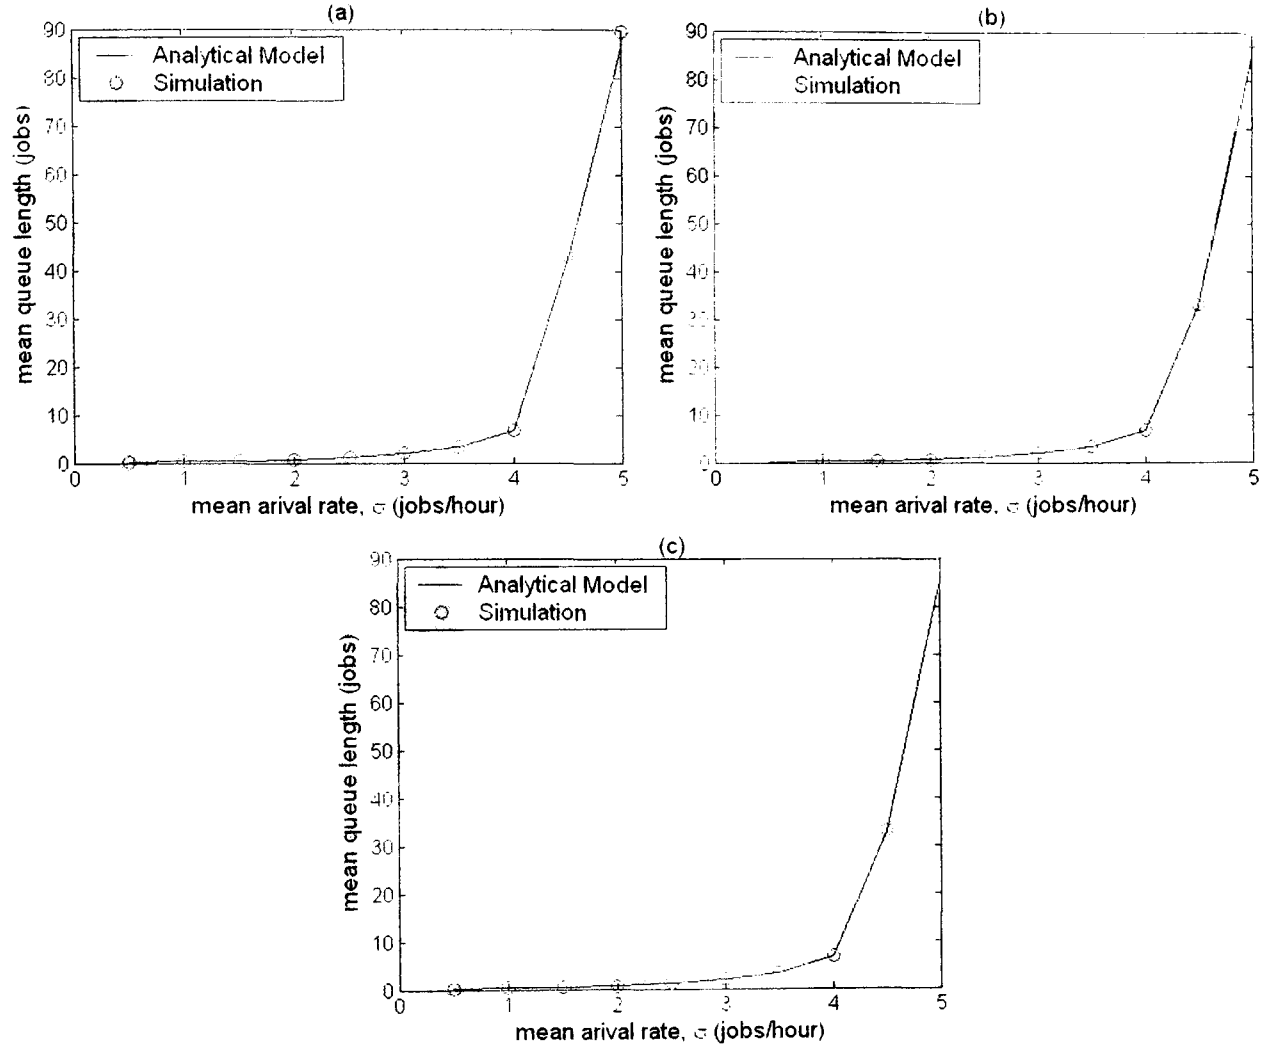 (a)
90
80
70
60
50
40
30
20
10
0
Analytical Model
Simulation
mean queue length (jobs)
0 1 2 3 4 5
mean arival rate, σ (jobs/hour)
(b)
90
80
70
60
50
40
30
20
10
0
Analytical Model
Simulation
mean queue length (jobs)
0 1 2 3 4 5
mean arival rate, σ (jobs/hour)
(c)
90
80
70
60
50
40
30
20
10
0
Analytical Model
Simulation
mean queue length (jobs)
0 1 2 3 4 5
mean arival rate, σ (jobs/hour)